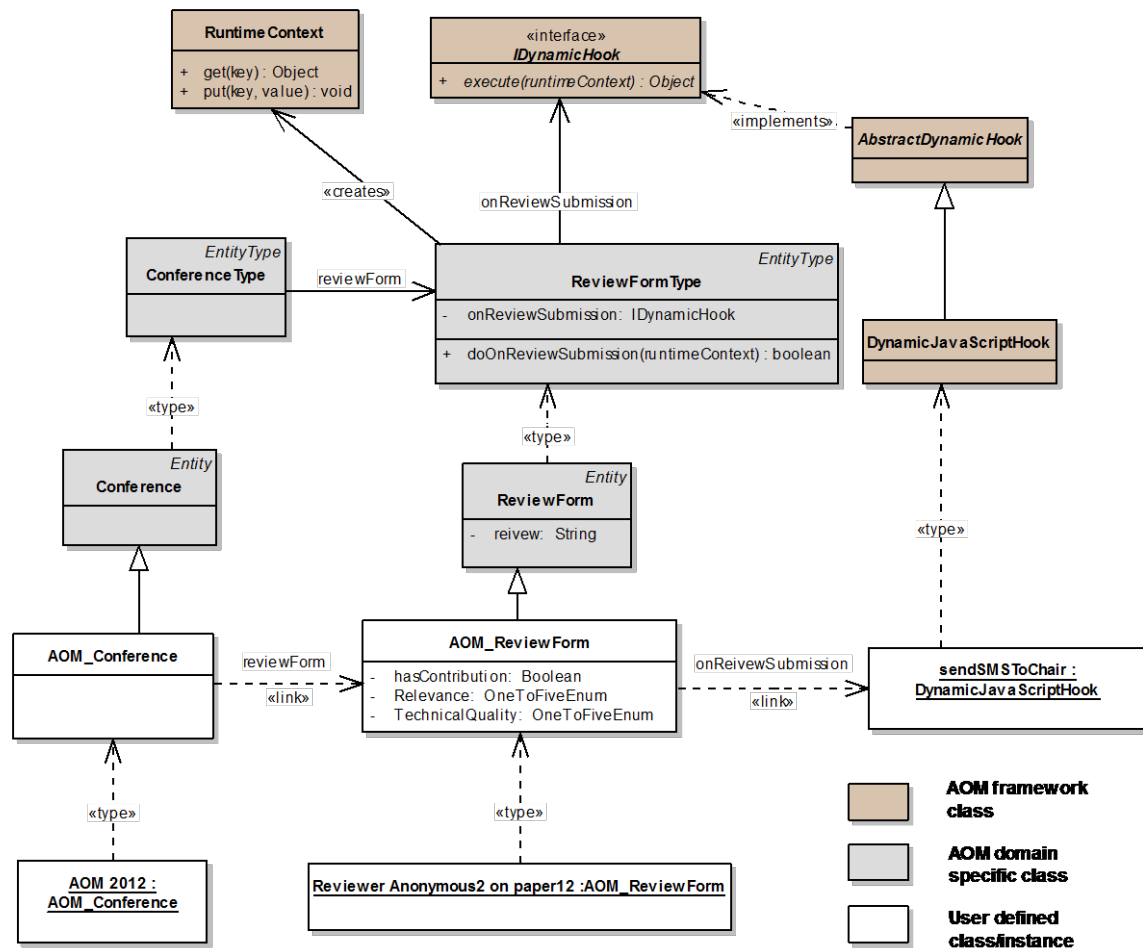 RuntimeContext
+ get(key) : Object
+ put(key, value) : void
«interface»
IDynamicHook
+ execute(runtimeContext) : Object
«implements»
AbstractDynamicHook
«creates»
onReviewSubmission
EntityType
ConferenceType
reviewForm
EntityType
ReviewFormType
- onReviewSubmission: IDynamicHook
+ doOnReviewSubmission(runtimeContext) : boolean
DynamicJavaScriptHook
«type»
«type»
Entity
Conference
Entity
ReviewForm
- reivew: String
«type»
AOM_Conference
reviewForm
«link»
AOM_ReviewForm
- hasContribution: Boolean
- Relevance: OneToFiveEnum
- TechnicalQuality: OneToFiveEnum
onReivewSubmission
«link»
sendSMSToChair :
DynamicJavaScriptHook
«type»
«type»
AOM 2012 :
AOM_Conference
Reviewer Anonymous2 on paper12 :AOM_ReviewForm
AOM framework
class
AOM domain
specific class
User defined
class/instance